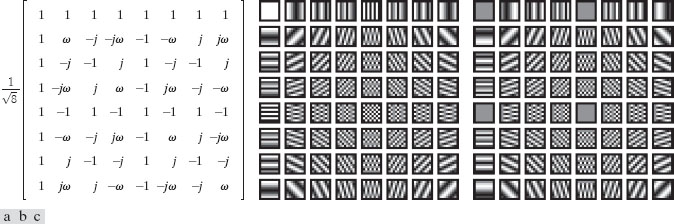 1 1 1 1 1 1 1 1
1 ω −j −jω −1 −ω j jω
1 −j −1 j 1 −j −1 j
1 −jω j ω −1 jω −j −ω
1/√8
1 −1 1 −1 1 −1 1 −1
1 −ω −j jω −1 ω j −jω
1 j −1 −j 1 j −1 −j
1 jω j −ω −1 −jω −j ω
a b c